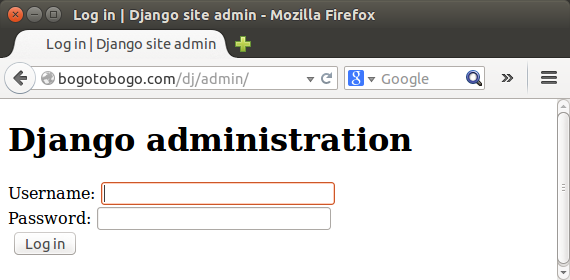 Log in | Django site admin - Mozilla Firefox
Log in | Django site admin
bogotobogo.com/dj/admin/ Google
Django administration
Username:
Password:
Log in